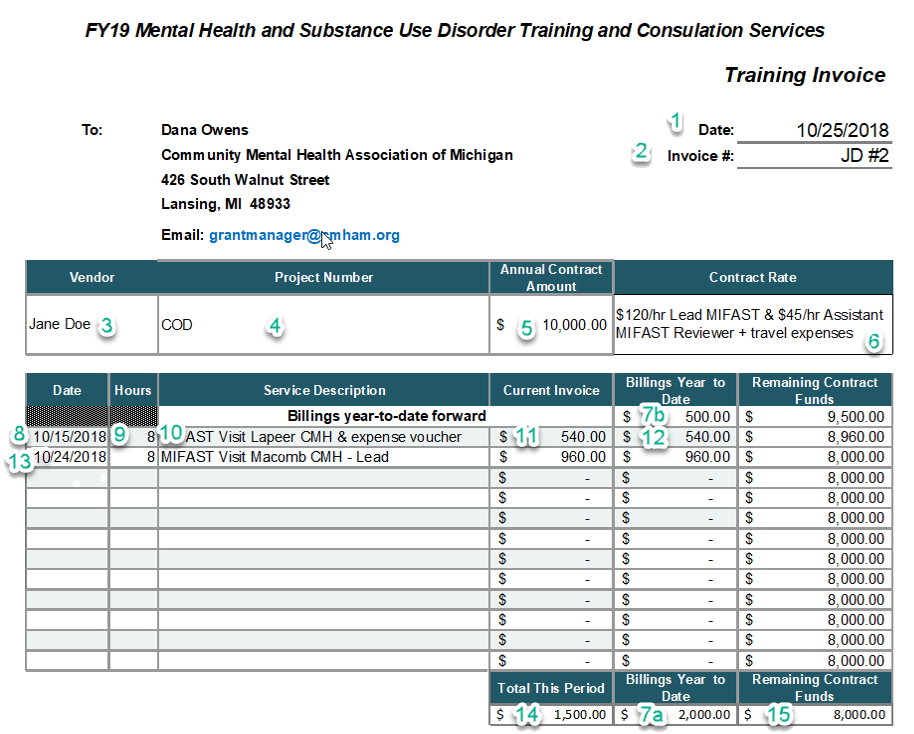 FY19 Mental Health and Substance Use Disorder Training and Consulation Services
Training Invoice
To: Dana Owens 1 Date: 10/25/2018
Community Mental Health Association of Michigan 2 Invoice #: JD #2
426 South Walnut Street
Lansing, MI 48933
Email: grantmanager@cmham.org
Vendor Project Number Annual Contract Amount Contract Rate
Jane Doe 3 COD 4 $ 5 10,000.00 $120/hr Lead MIFAST & $45/hr Assistant
MIFAST Reviewer + travel expenses 6
Date Hours Service Description Current Invoice Billings Year to Date Remaining Contract Funds
Billings year-to-date forward $ 7b 500.00 $ 9,500.00
8 10/15/2018 9 8 10 AST Visit Lapeer CMH & expense voucher $ 11 540.00 $ 12 540.00 $ 8,960.00
13 10/24/2018 8 MIFAST Visit Macomb CMH - Lead $ 960.00 $ 960.00 $ 8,000.00
$ - $ - $ 8,000.00
$ - $ - $ 8,000.00
$ - $ - $ 8,000.00
$ - $ - $ 8,000.00
$ - $ - $ 8,000.00
$ - $ - $ 8,000.00
$ - $ - $ 8,000.00
$ - $ - $ 8,000.00
$ - $ - $ 8,000.00
$ - $ - $ 8,000.00
Total This Period Billings Year to Date Remaining Contract Funds
$ 14 1,500.00 $ 7a 2,000.00 $ 15 8,000.00